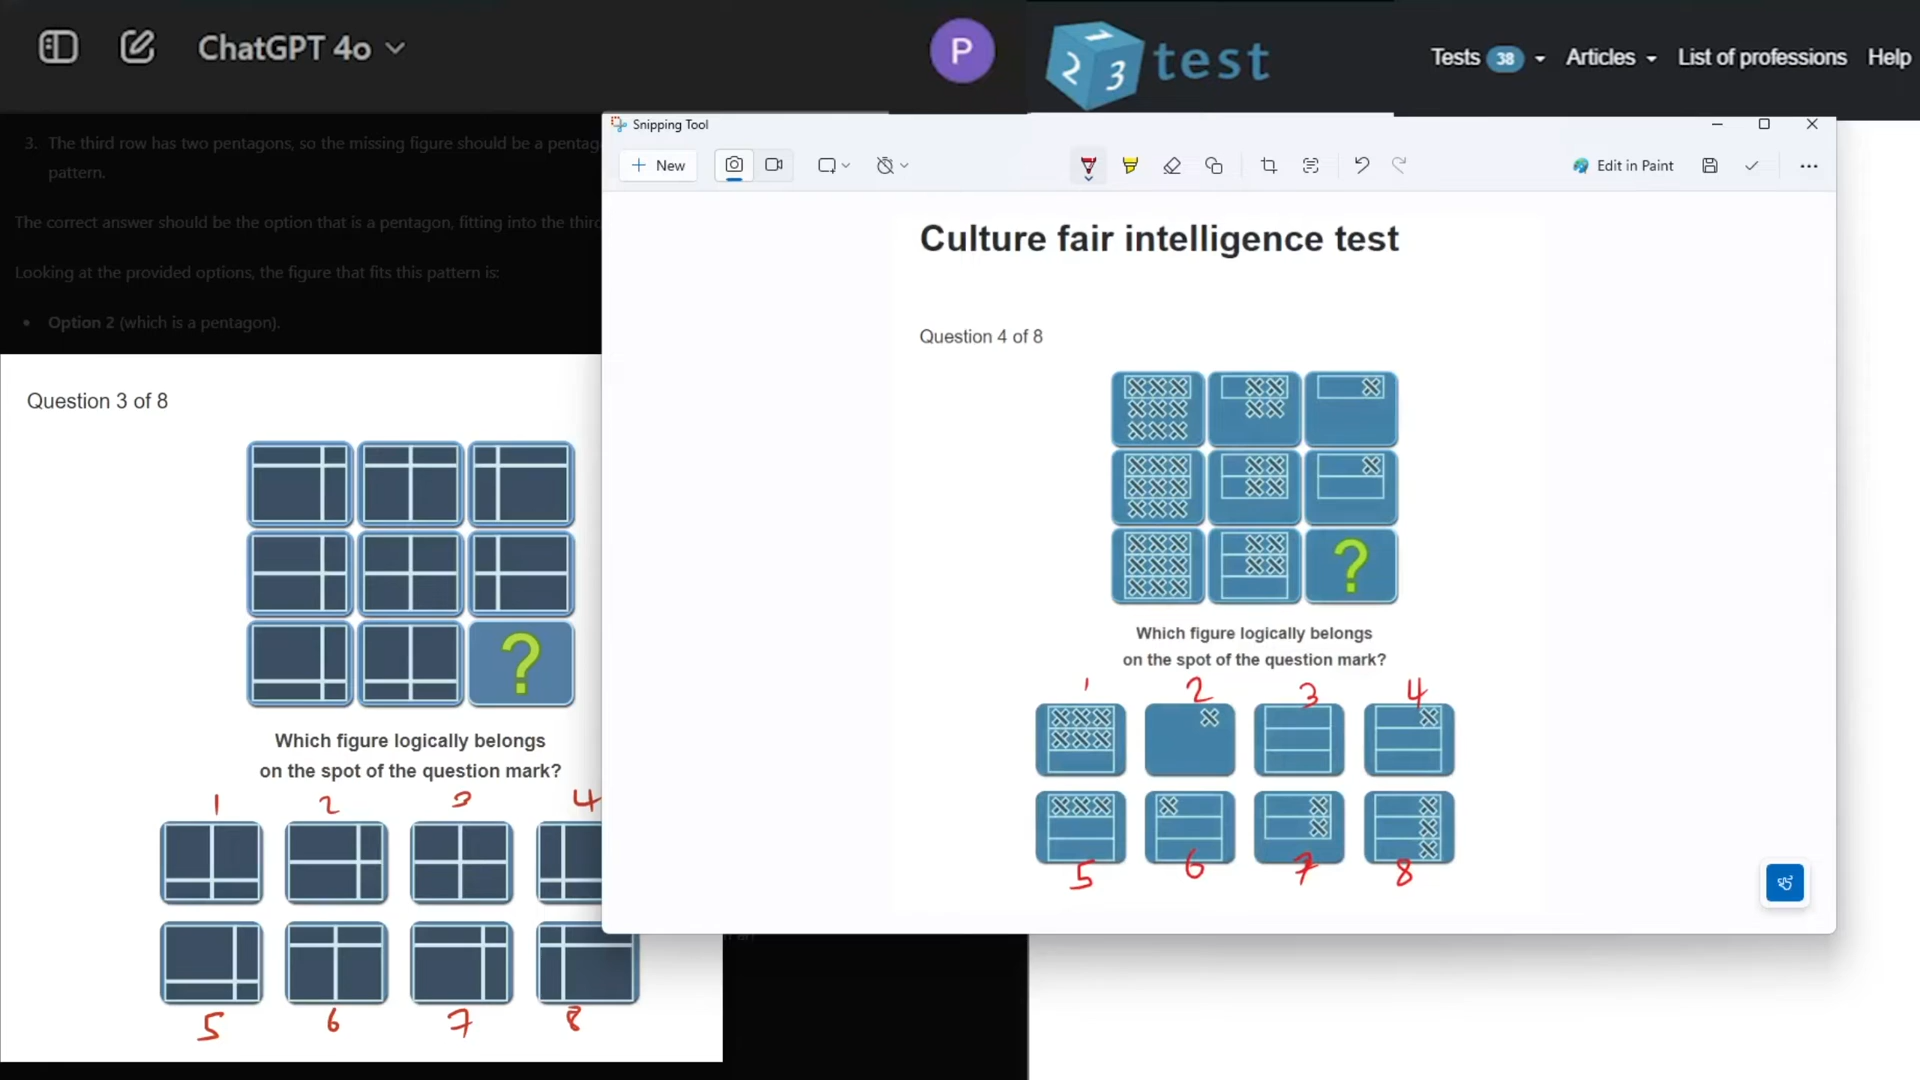 ChatGPT 4o
P
1 2 3 test
Tests 38
Articles
List of professions
Help
3. The third row has two pentagons, so the missing figure should be a pentag
pattern.
The correct answer should be the option that is a pentagon, fitting into the third
Looking at the provided options, the figure that fits this pattern is:
• Option 2 (which is a pentagon).
Question 3 of 8
?
Which figure logically belongs
on the spot of the question mark?
1 2 3 4
5 6 7 8
Snipping Tool
New
Edit in Paint
Culture fair intelligence test
Question 4 of 8
?
Which figure logically belongs
on the spot of the question mark?
1 2 3 4
5 6 7 8